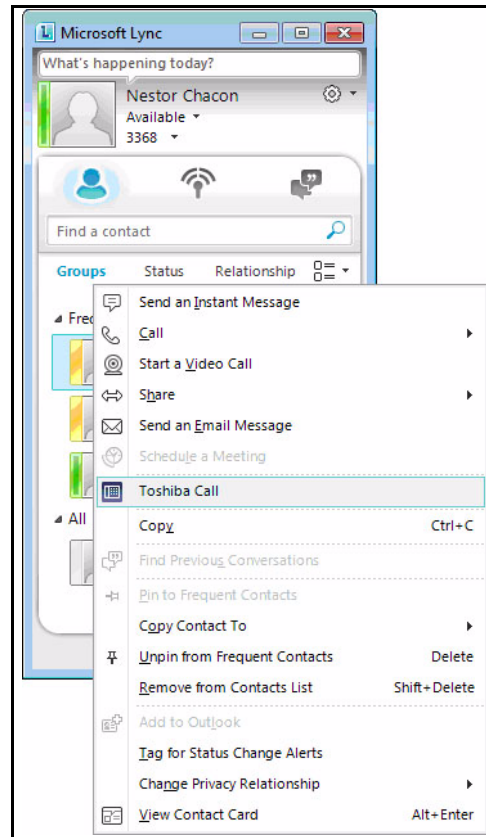 Microsoft Lync
What's happening today?
Nestor Chacon
Available
3368
Find a contact
Groups Status Relationship
Freq
Send an Instant Message
Call
Start a Video Call
Share
Send an Email Message
Schedule a Meeting
Toshiba Call
All
Copy Ctrl+C
Find Previous Conversations
Pin to Frequent Contacts
Copy Contact To
Unpin from Frequent Contacts Delete
Remove from Contacts List Shift+Delete
Add to Outlook
Tag for Status Change Alerts
Change Privacy Relationship
View Contact Card Alt+Enter